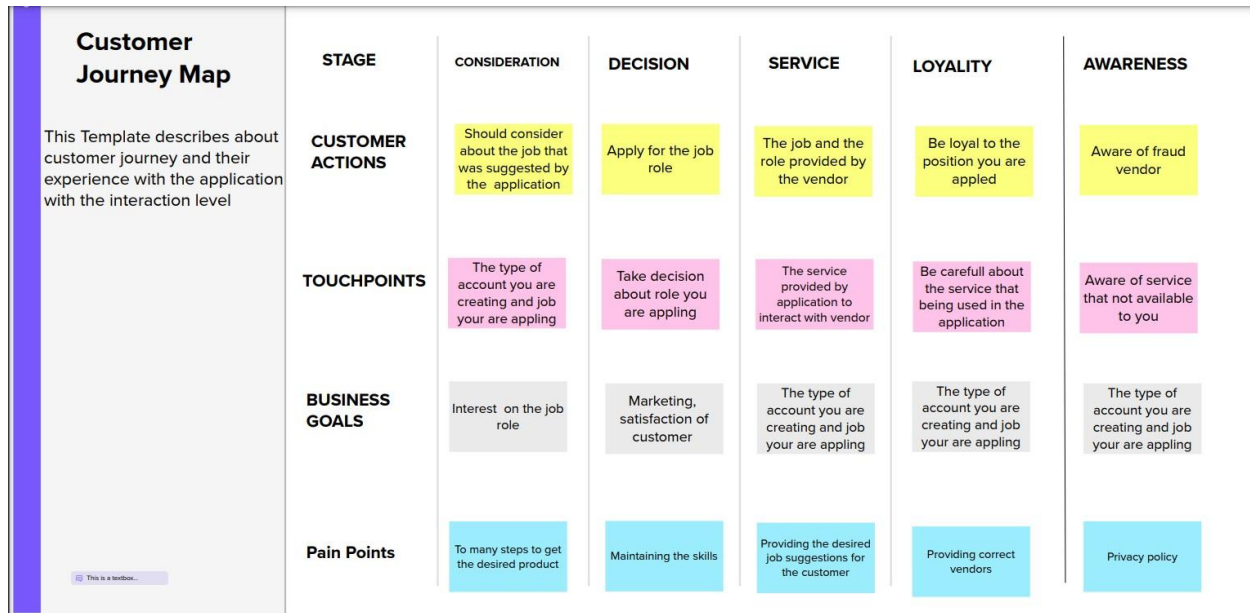 Customer
Journey Map
This Template describes about
customer journey and their
experience with the application
with the interaction level
This is a textbox...
STAGE
CONSIDERATION
DECISION
SERVICE
LOYALITY
AWARENESS
CUSTOMER
ACTIONS
Should consider
about the job that
was suggested by
the application
Apply for the job
role
The job and the
role provided by
the vendor
Be loyal to the
position you are
appled
Aware of fraud
vendor
TOUCHPOINTS
The type of
account you are
creating and job
your are appling
Take decision
about role you
are appling
The service
provided by
application to
interact with vendor
Be carefull about
the service that
being used in the
application
Aware of service
that not available
to you
BUSINESS
GOALS
Interest on the job
role
Marketing,
satisfaction of
customer
The type of
account you are
creating and job
your are appling
The type of
account you are
creating and job
your are appling
The type of
account you are
creating and job
your are appling
Pain Points
To many steps to get
the desired product
Maintaining the skills
Providing the desired
job suggestions for
the customer
Providing correct
vendors
Privacy policy